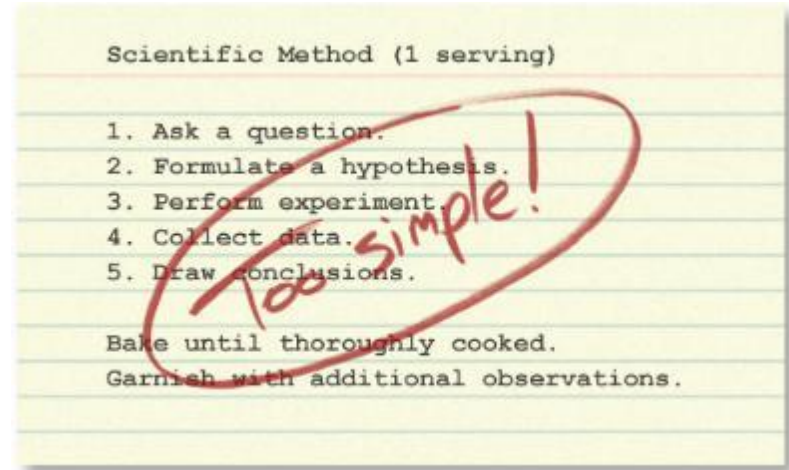 Scientific Method (1 serving)
1. Ask a question.
2. Formulate a hypothesis.
3. Perform experiment.
4. Collect data.
5. Draw conclusions.
Too simple!
Bake until thoroughly cooked.
Garnish with additional observations.